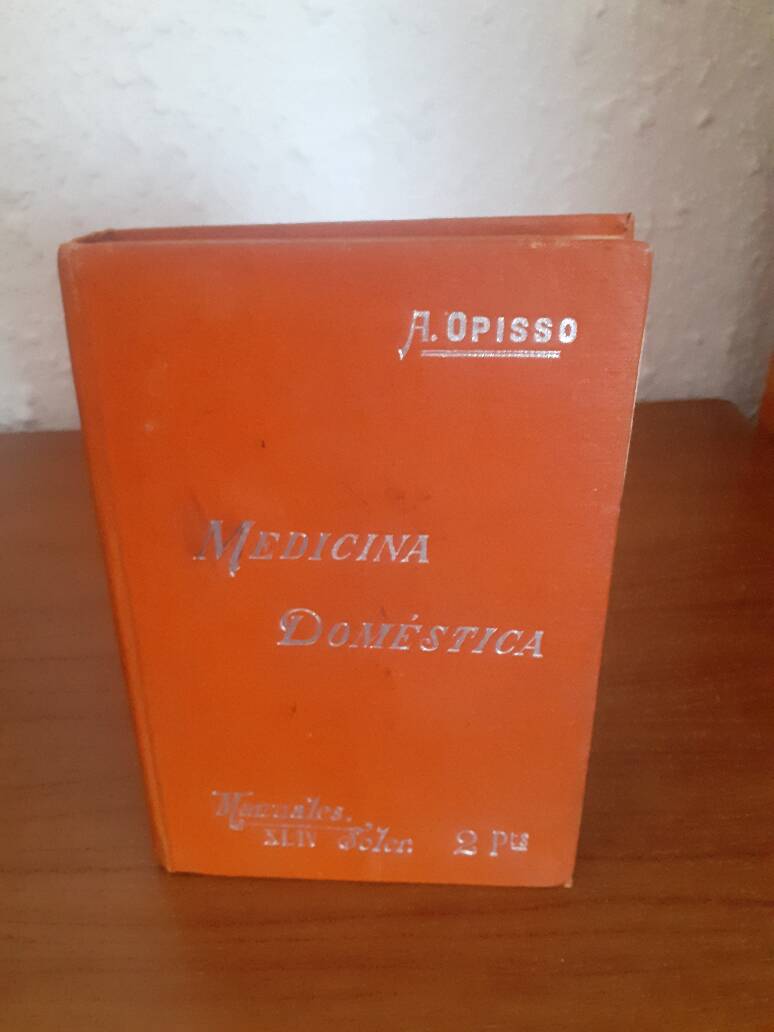 A. OPISSO
MEDICINA
DOMÉSTICA
Manuales.
XLIV Soler. 2 Pts